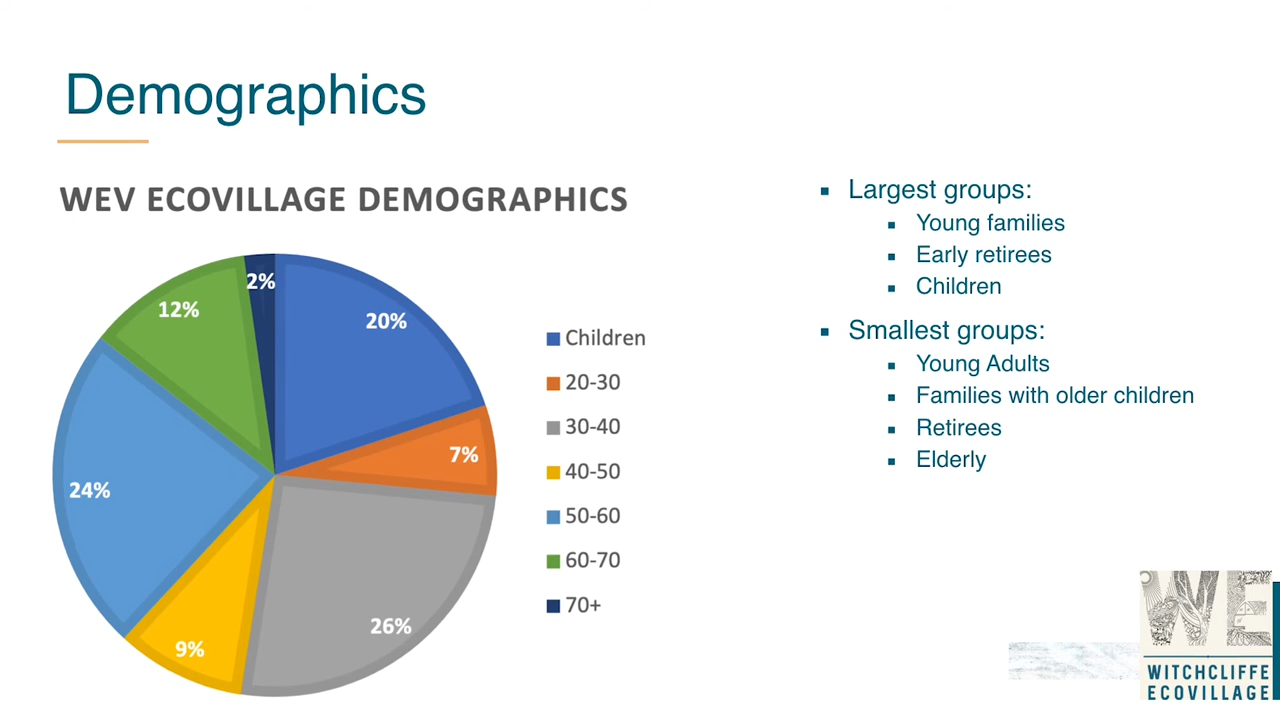 Demographics
WEV ECOVILLAGE DEMOGRAPHICS
2%
20%
12%
7%
24%
26%
9%
Children
20-30
30-40
40-50
50-60
60-70
70+
▪ Largest groups:
▪ Young families
▪ Early retirees
▪ Children
▪ Smallest groups:
▪ Young Adults
▪ Families with older children
▪ Retirees
▪ Elderly
WE
WITCHCLIFFE
ECOVILLAGE